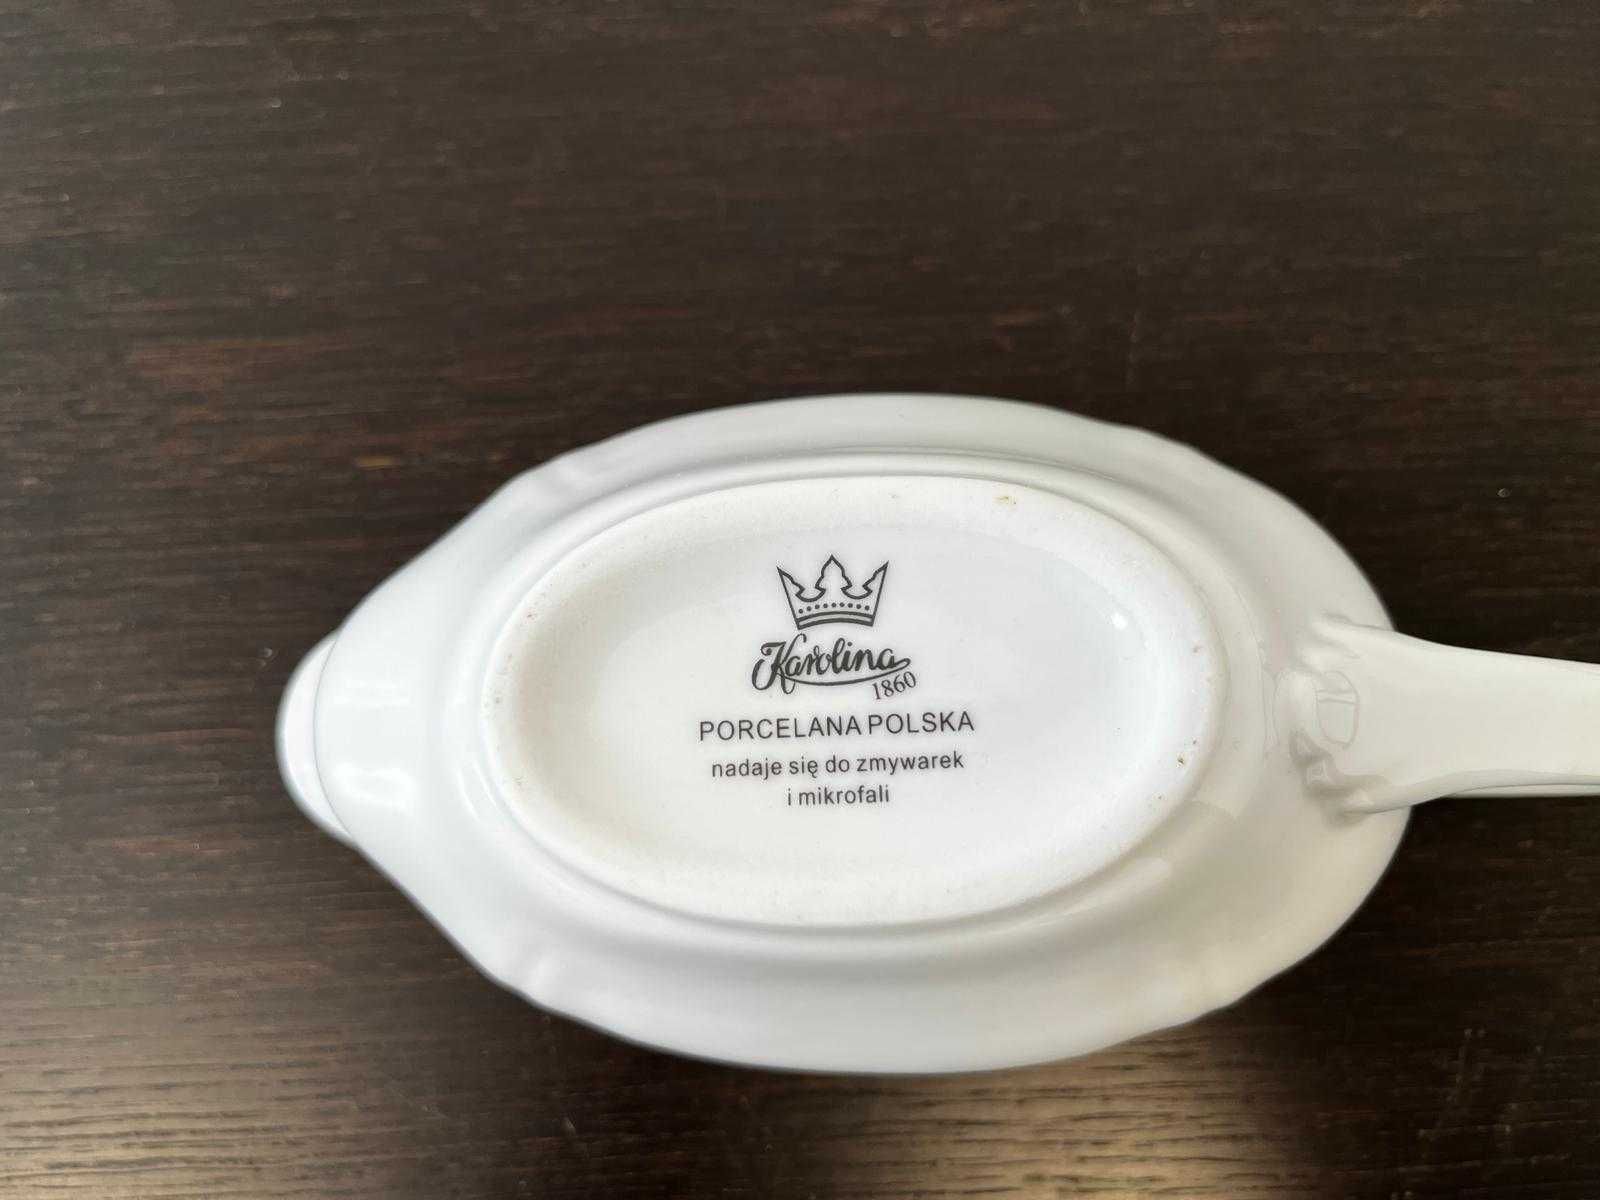 Karolina
1860
PORCELANA POLSKA
nadaje się do zmywarek
i mikrofali